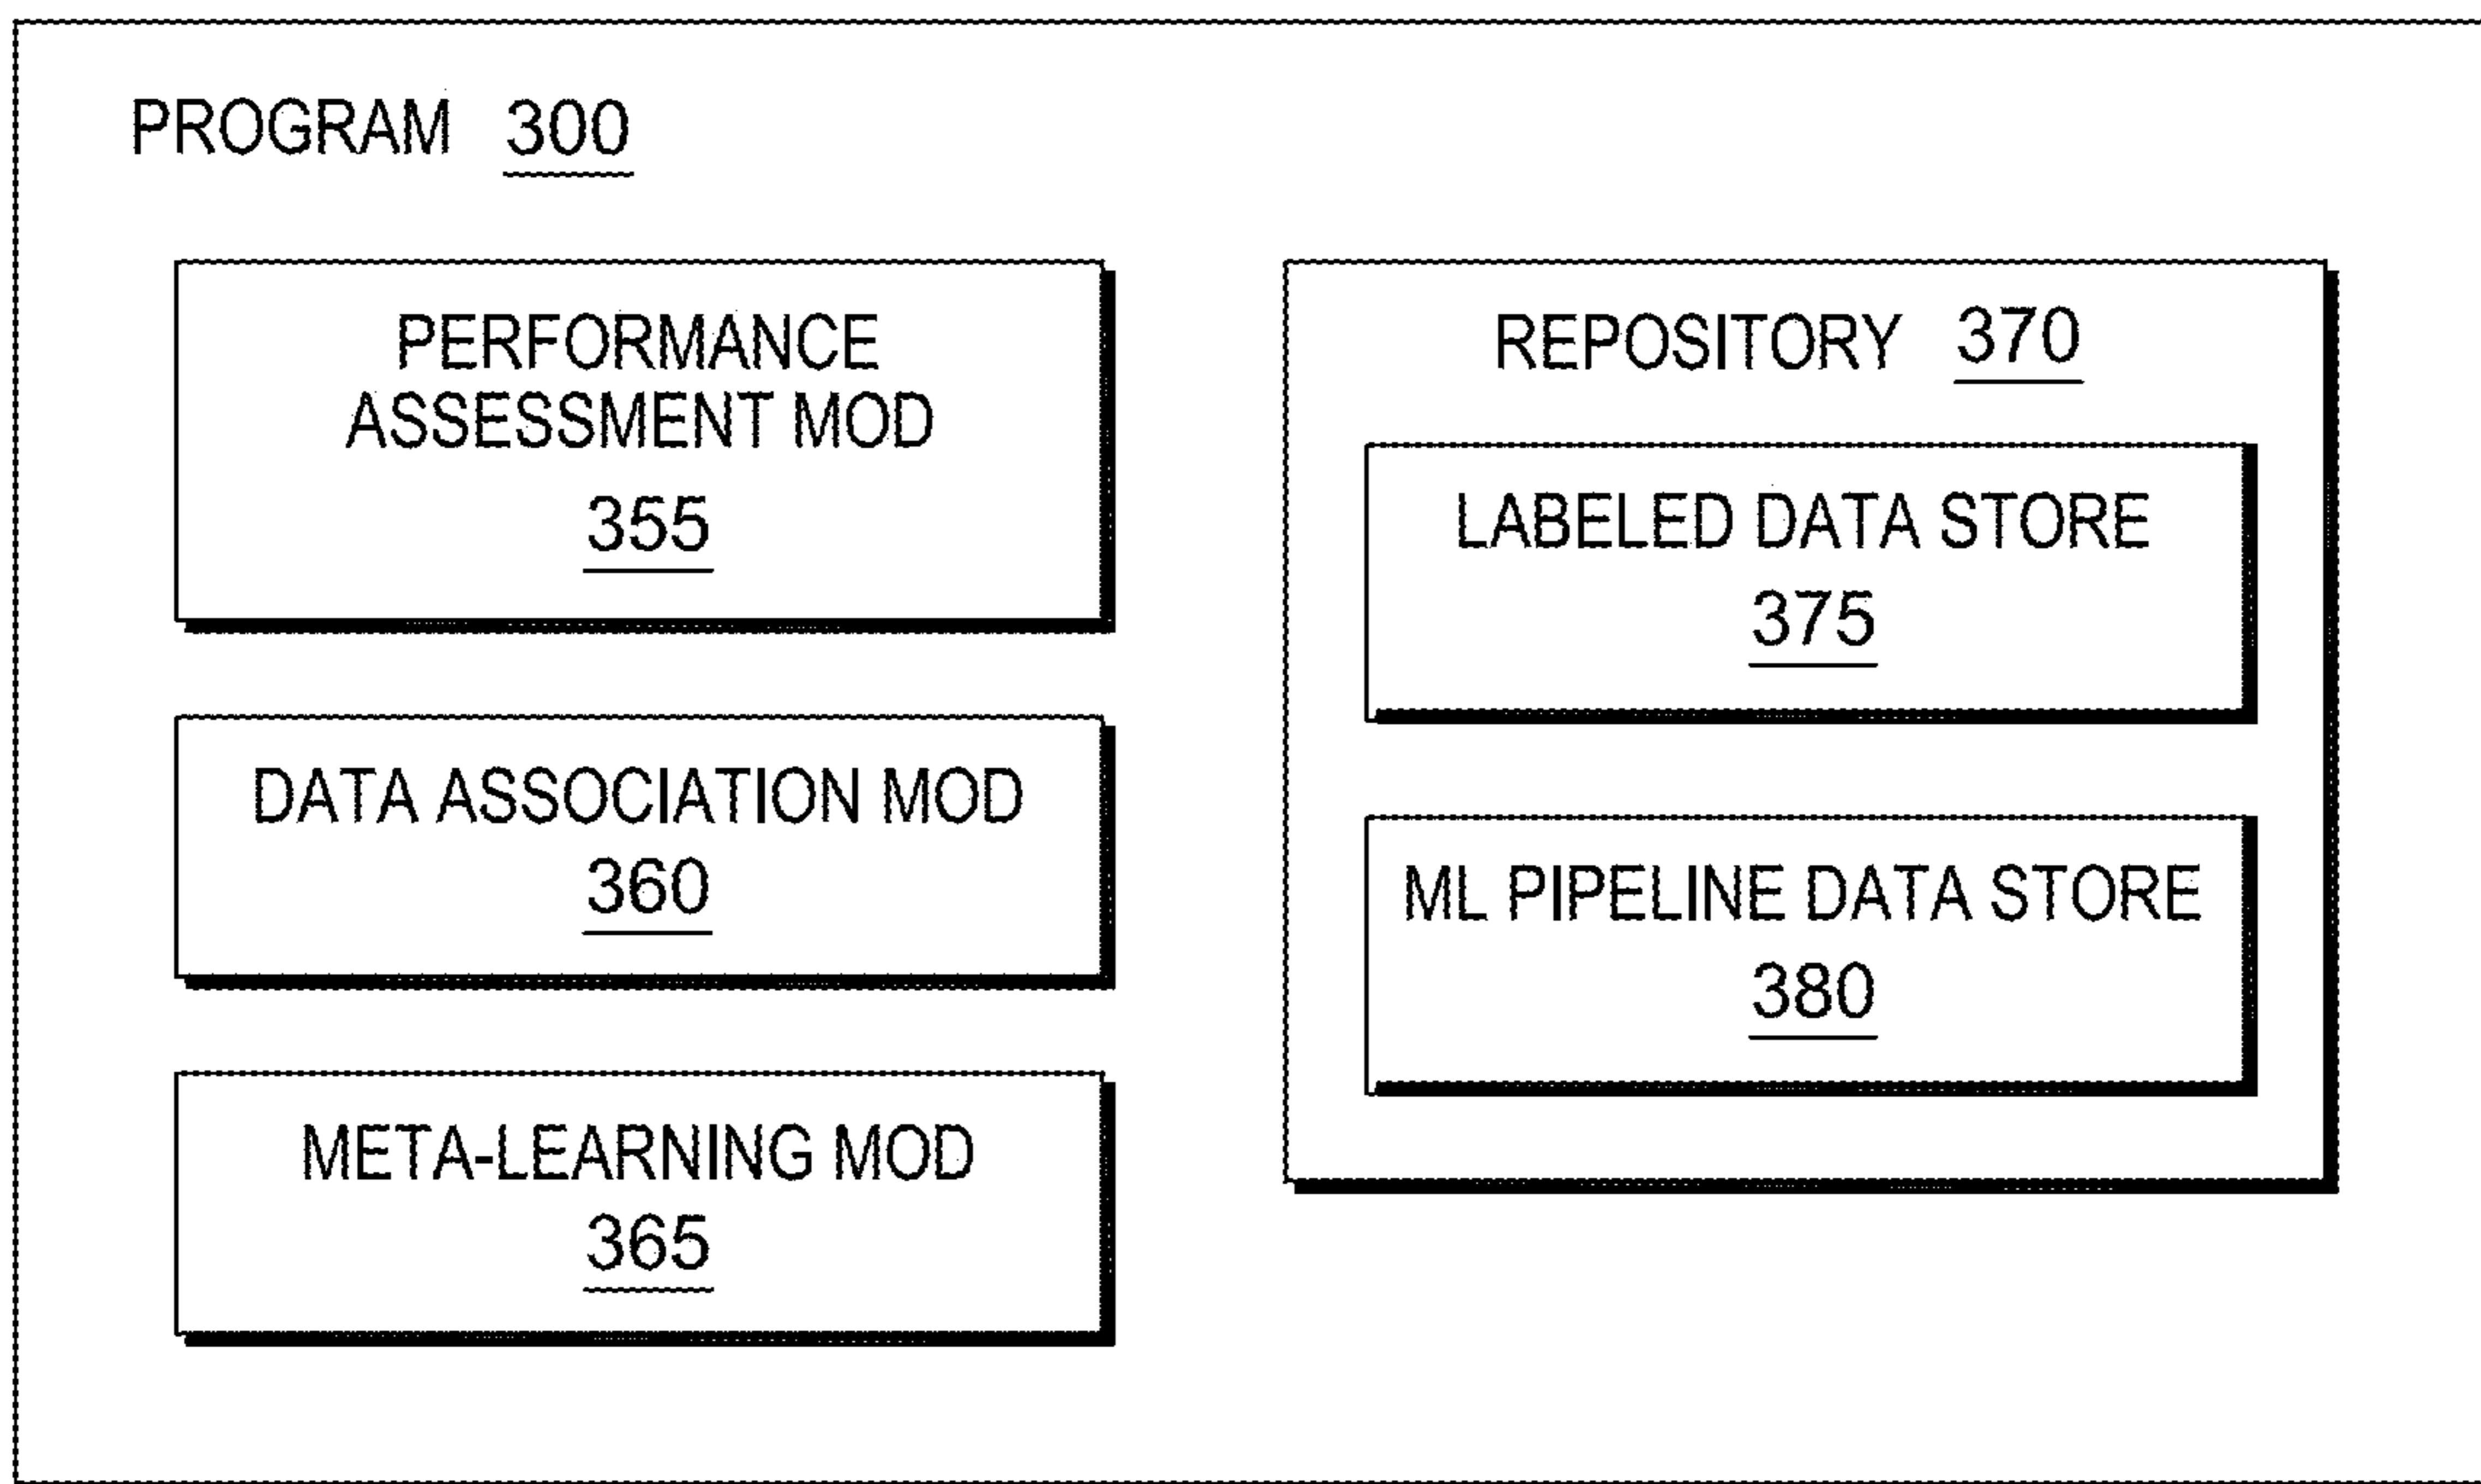 PROGRAM 300
PERFORMANCE
ASSESSMENT MOD
355
DATA ASSOCIATION MOD
360
META-LEARNING MOD
365
REPOSITORY 370
LABELED DATA STORE
375
ML PIPELINE DATA STORE
380